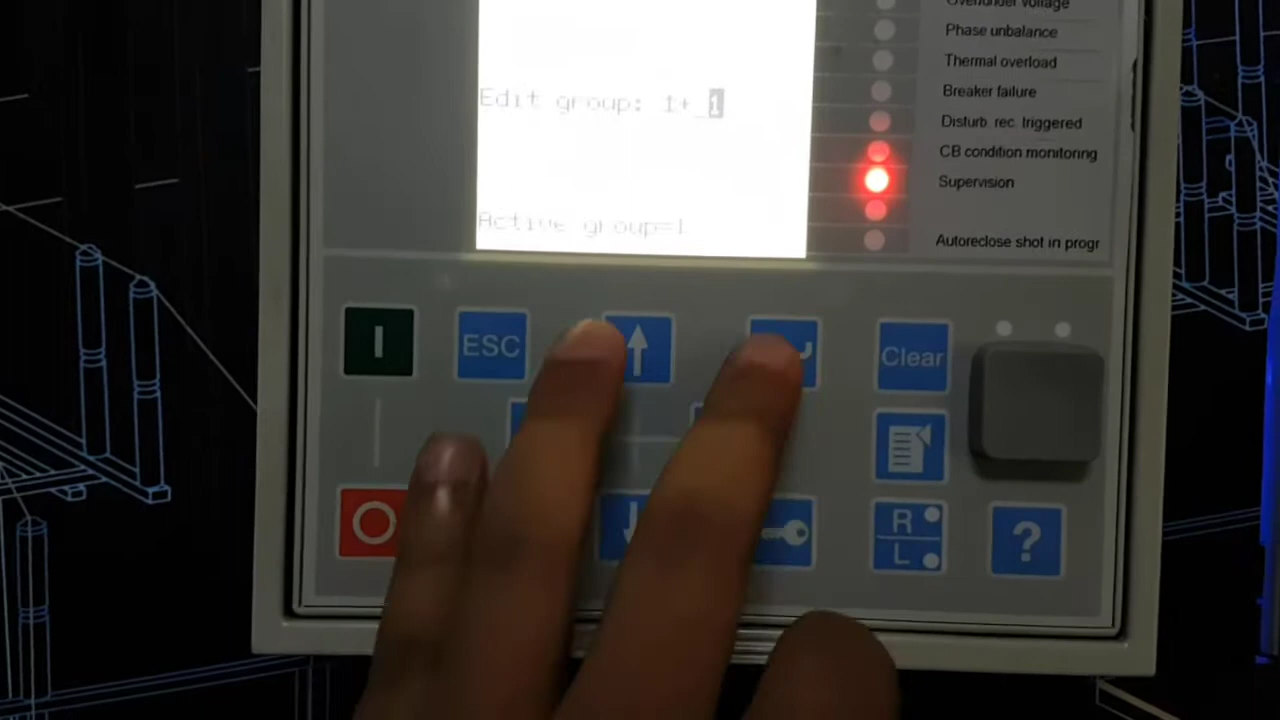 Over/under voltage
Phase unbalance
Thermal overload
Breaker failure
Disturb. rec. triggered
CB condition monitoring
Supervision
Autoreclose shot in progr
Edit group: 1+_1
Active group=1
I
ESC
Clear
O
R
L
?